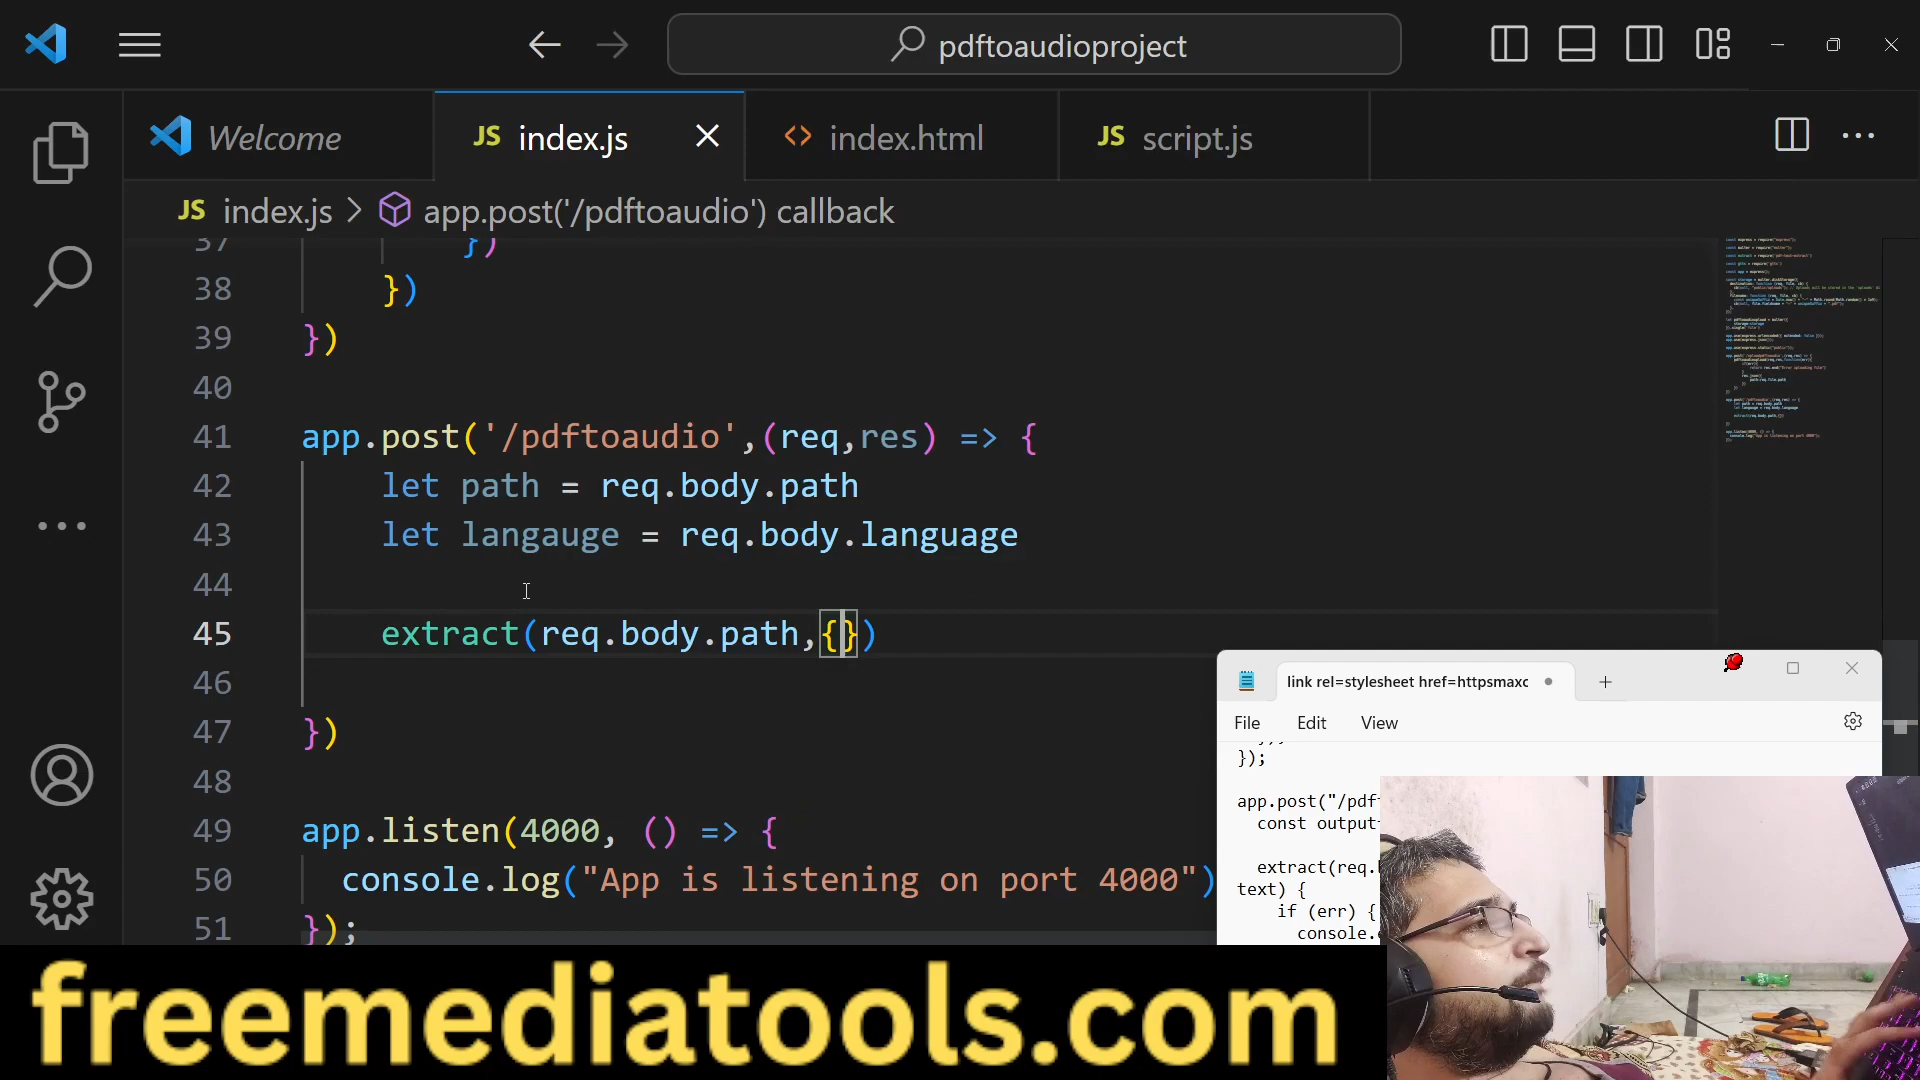 pdftoaudioproject
Welcome
JS index.js
<> index.html
JS script.js
JS index.js > app.post('/pdftoaudio') callback
37 })
38 })
39 })
40
41 app.post('/pdftoaudio',(req,res) => {
42 let path = req.body.path
43 let langauge = req.body.language
44
45 extract(req.body.path,{})
46
47 })
48
49 app.listen(4000, () => {
50 console.log("App is listening on port 4000")
51 });
link rel=stylesheet href=httpsmaxc
File Edit View
});
app.post("/pdf
const output
extract(req.
text) {
if (err) {
console.
freemediatools.com